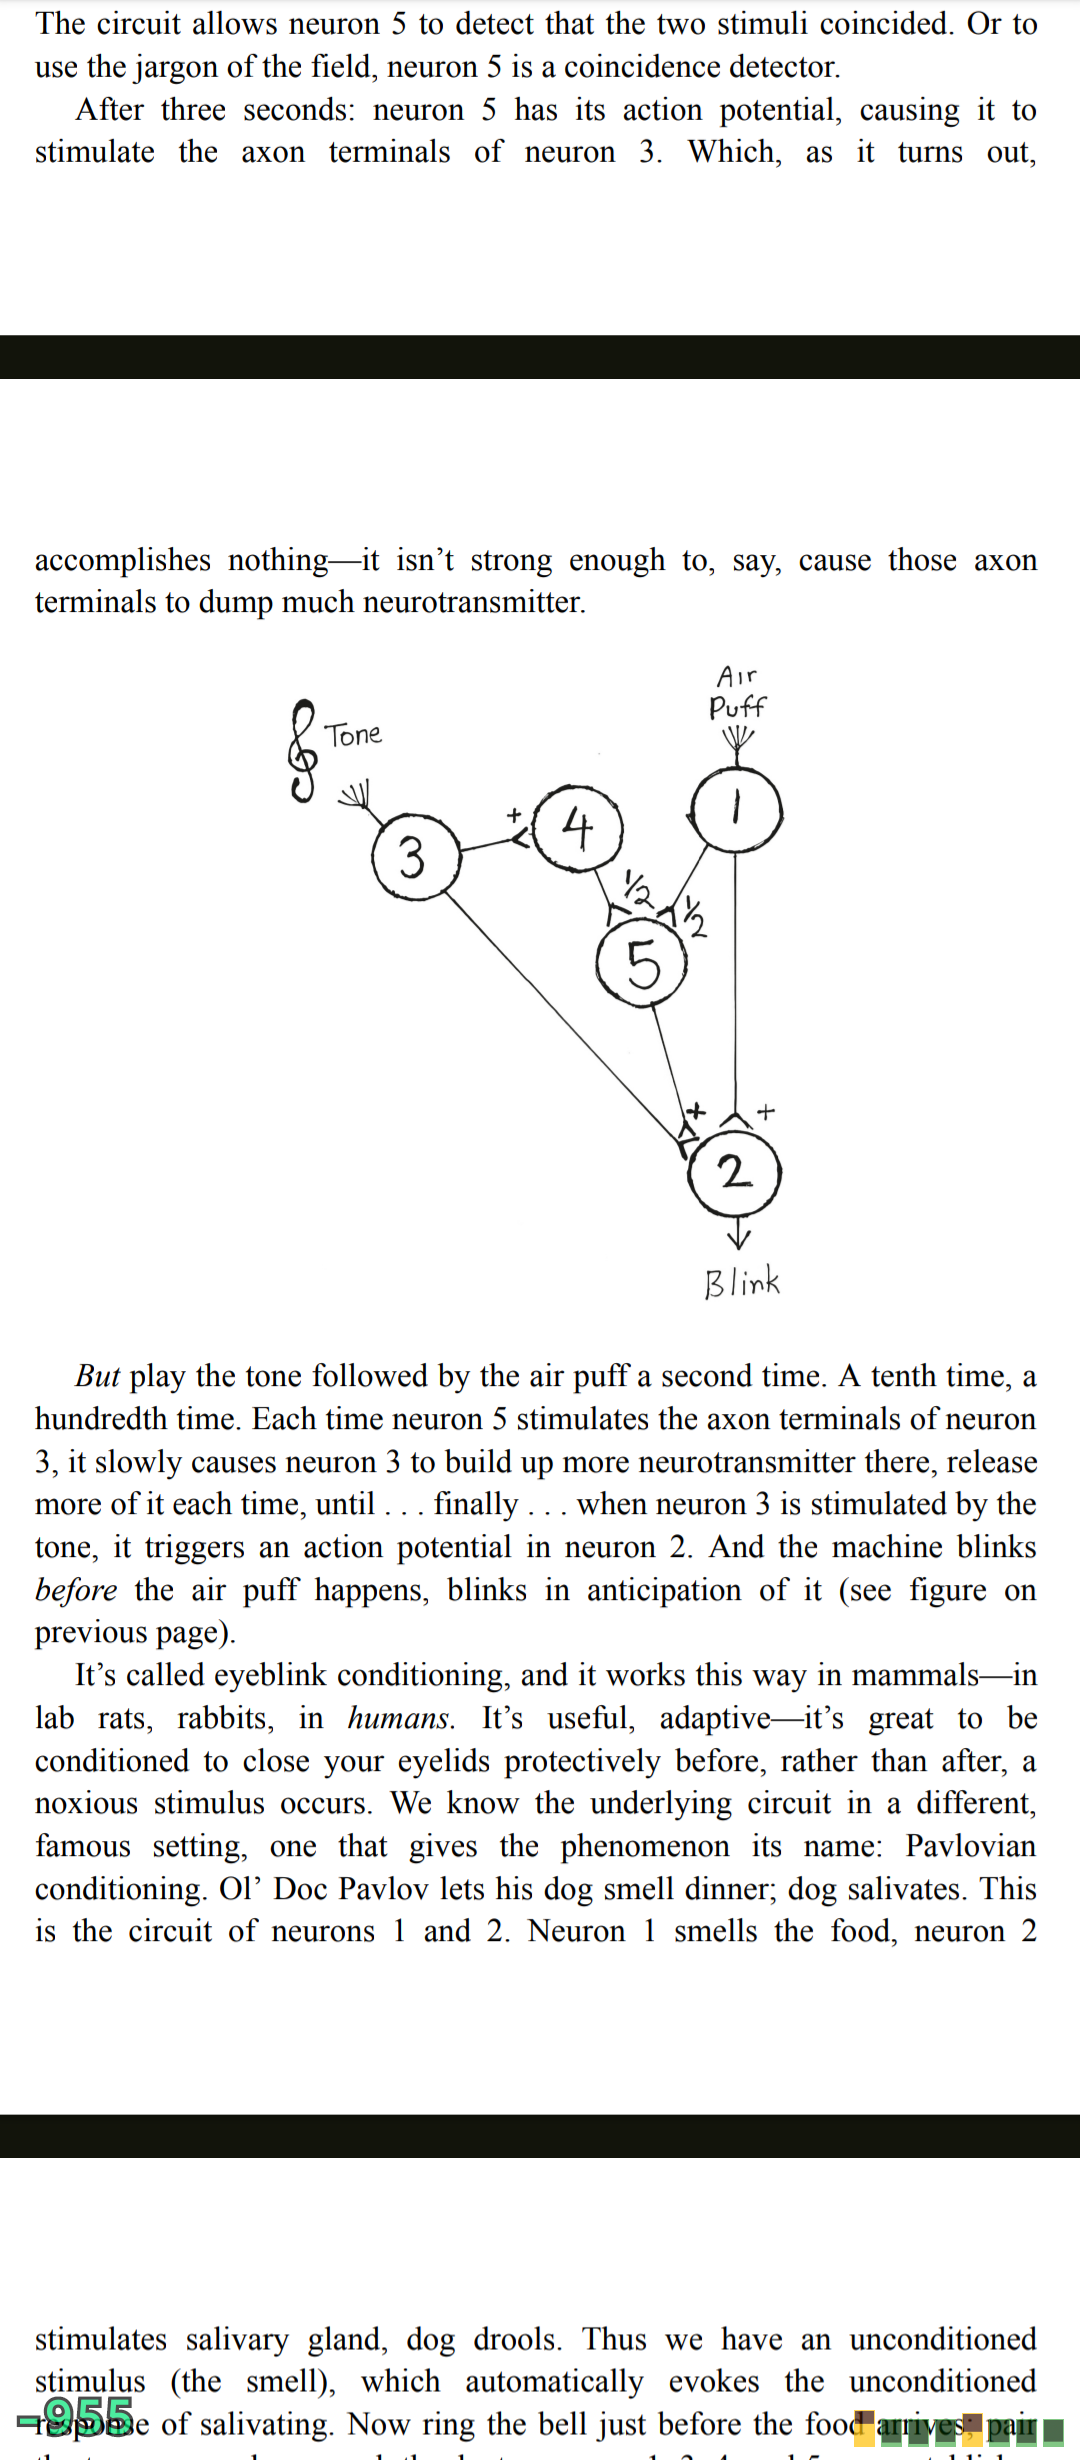 The circuit allows neuron 5 to detect that the two stimuli coincided. Or to
use the jargon of the field, neuron 5 is a coincidence detector.
After three seconds: neuron 5 has its action potential, causing it to
stimulate the axon terminals of neuron 3. Which, as it turns out,
accomplishes nothing—it isn’t strong enough to, say, cause those axon
terminals to dump much neurotransmitter.
Air
Puff
Tone
1
+
4
3
½
½
5
+
+
2
Blink
But play the tone followed by the air puff a second time. A tenth time, a
hundredth time. Each time neuron 5 stimulates the axon terminals of neuron
3, it slowly causes neuron 3 to build up more neurotransmitter there, release
more of it each time, until . . . finally . . . when neuron 3 is stimulated by the
tone, it triggers an action potential in neuron 2. And the machine blinks
before the air puff happens, blinks in anticipation of it (see figure on
previous page).
It’s called eyeblink conditioning, and it works this way in mammals—in
lab rats, rabbits, in humans. It’s useful, adaptive—it’s great to be
conditioned to close your eyelids protectively before, rather than after, a
noxious stimulus occurs. We know the underlying circuit in a different,
famous setting, one that gives the phenomenon its name: Pavlovian
conditioning. Ol’ Doc Pavlov lets his dog smell dinner; dog salivates. This
is the circuit of neurons 1 and 2. Neuron 1 smells the food, neuron 2
stimulates salivary gland, dog drools. Thus we have an unconditioned
stimulus (the smell), which automatically evokes the unconditioned
response of salivating. Now ring the bell just before the food arrives; pair
-955